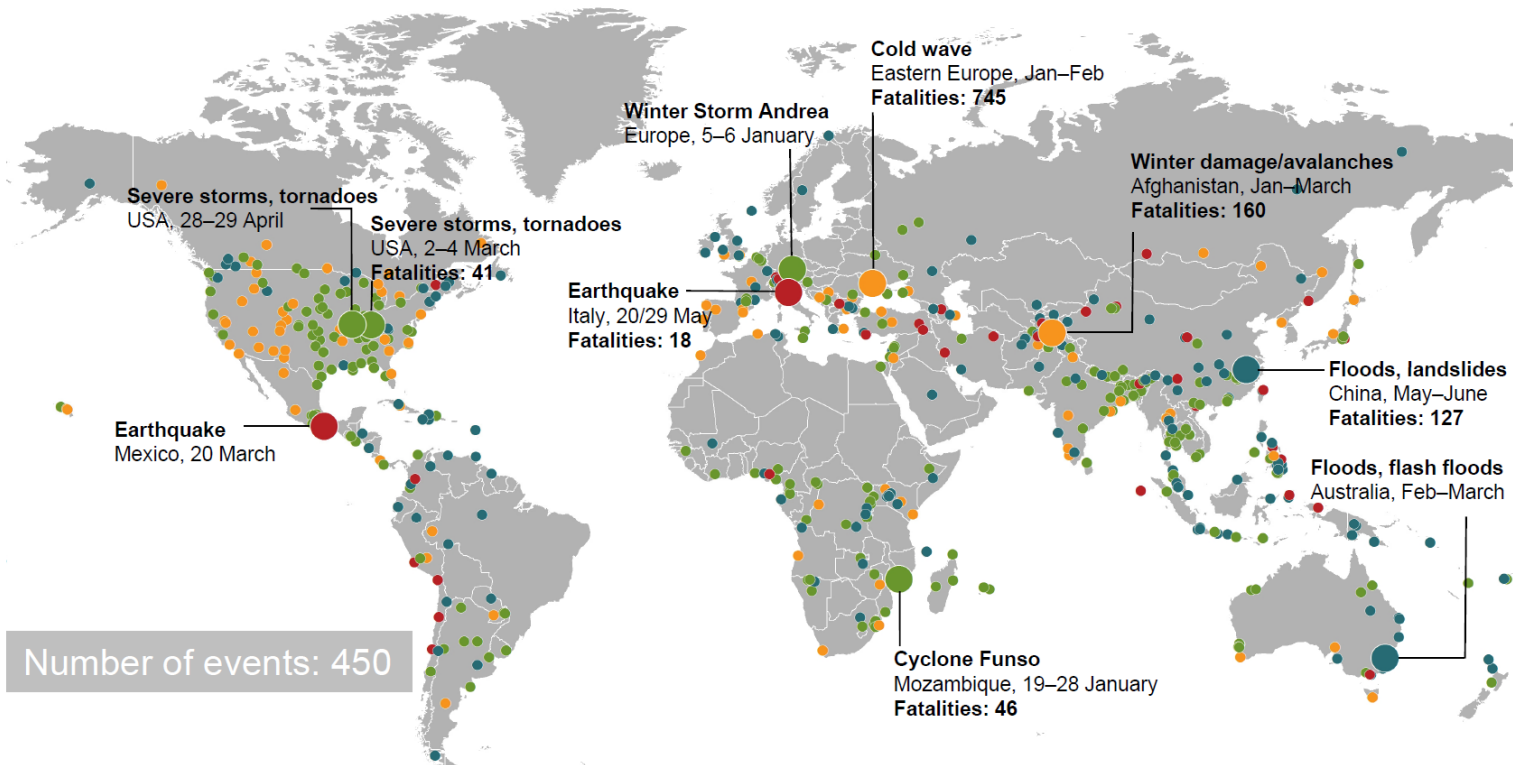 Cold wave
Eastern Europe, Jan–Feb
Fatalities: 745
Winter Storm Andrea
Europe, 5–6 January
Winter damage/avalanches
Afghanistan, Jan–March
Fatalities: 160
Severe storms, tornadoes
USA, 28–29 April
Severe storms, tornadoes
USA, 2–4 March
Fatalities: 41
Earthquake
Italy, 20/29 May
Fatalities: 18
Floods, landslides
China, May–June
Fatalities: 127
Earthquake
Mexico, 20 March
Floods, flash floods
Australia, Feb–March
Number of events: 450
Cyclone Funso
Mozambique, 19–28 January
Fatalities: 46